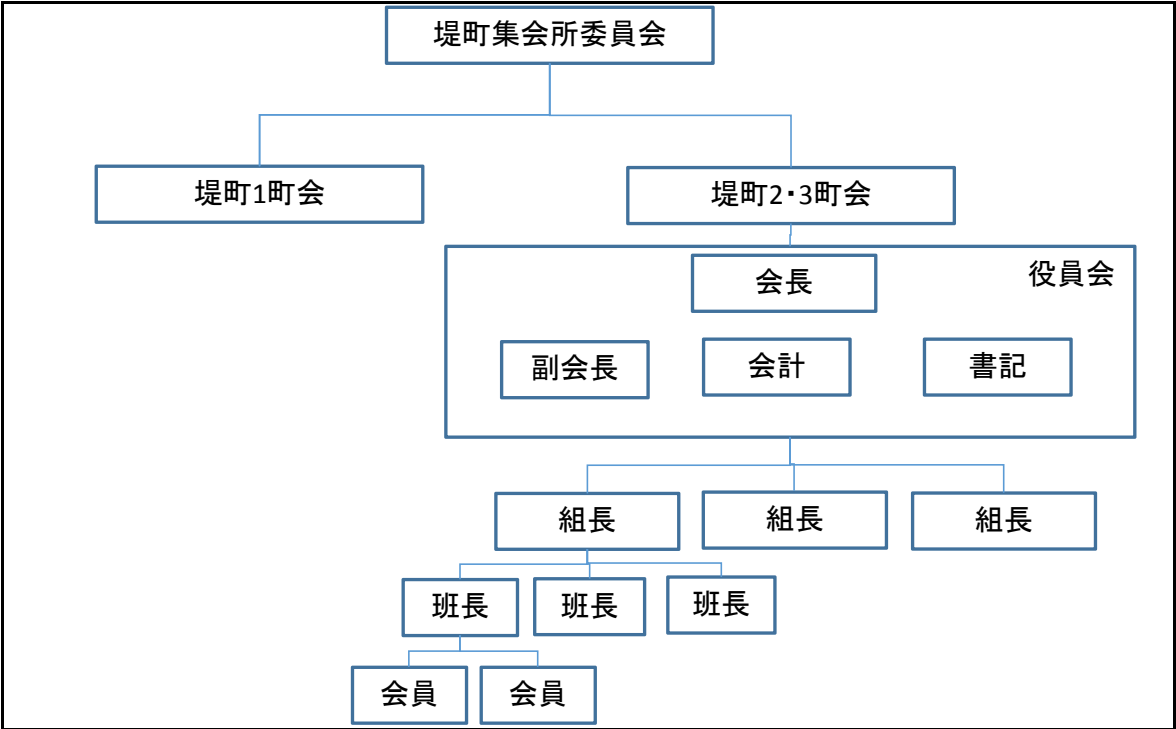 堤町集会所委員会
堤町1町会
堤町2・3町会
役員会
会長
副会長
会計
書記
組長
組長
組長
班長
班長
班長
会員
会員